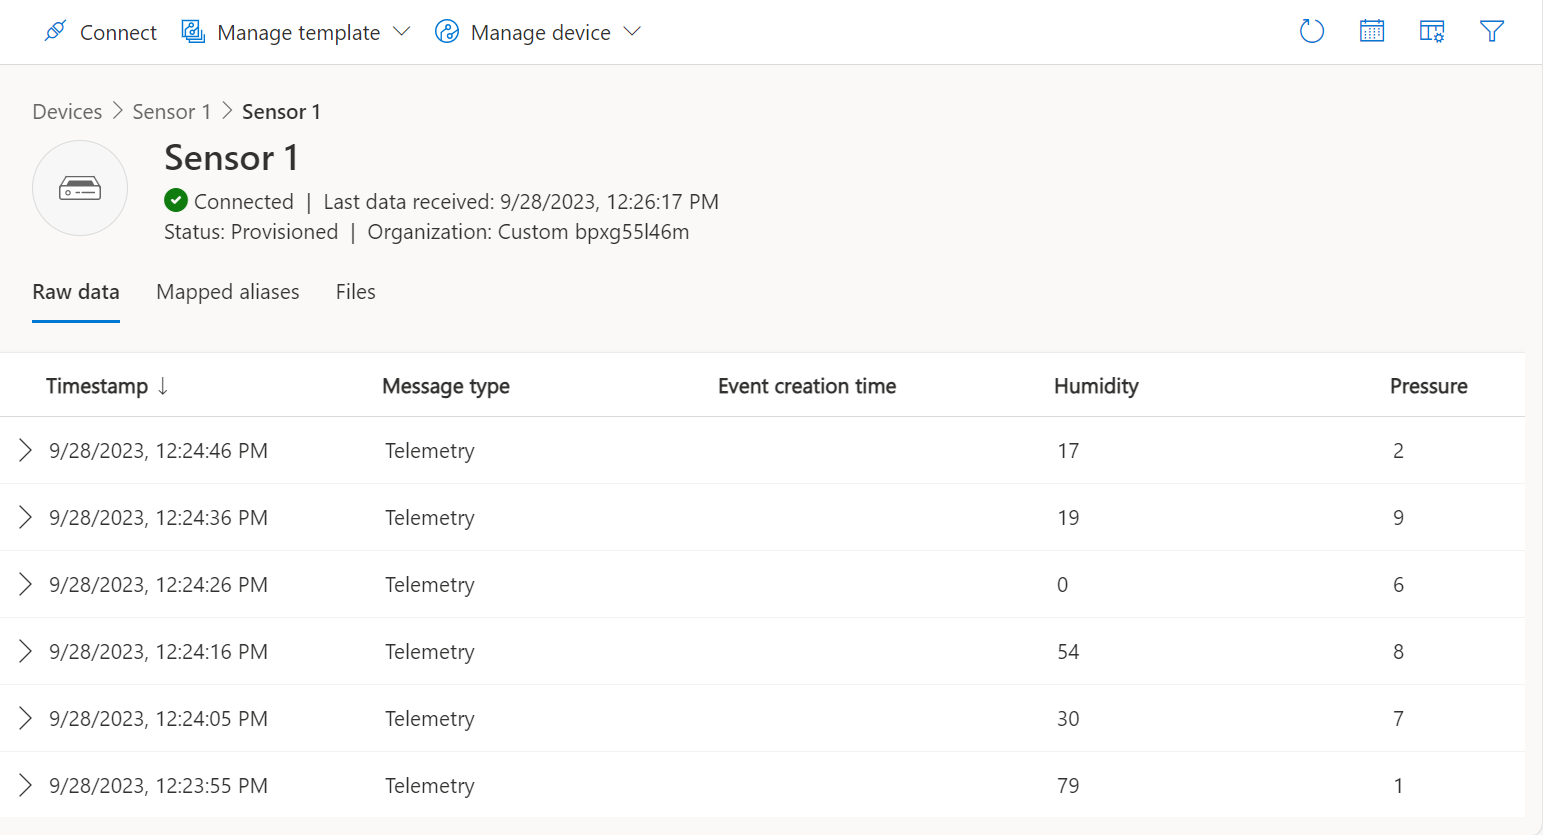 Connect Manage template Manage device
Devices > Sensor 1 > Sensor 1
Sensor 1
Connected | Last data received: 9/28/2023, 12:26:17 PM
Status: Provisioned | Organization: Custom bpxg55l46m
Raw data Mapped aliases Files
Timestamp ↓ Message type Event creation time Humidity Pressure
9/28/2023, 12:24:46 PM Telemetry 17 2
9/28/2023, 12:24:36 PM Telemetry 19 9
9/28/2023, 12:24:26 PM Telemetry 0 6
9/28/2023, 12:24:16 PM Telemetry 54 8
9/28/2023, 12:24:05 PM Telemetry 30 7
9/28/2023, 12:23:55 PM Telemetry 79 1